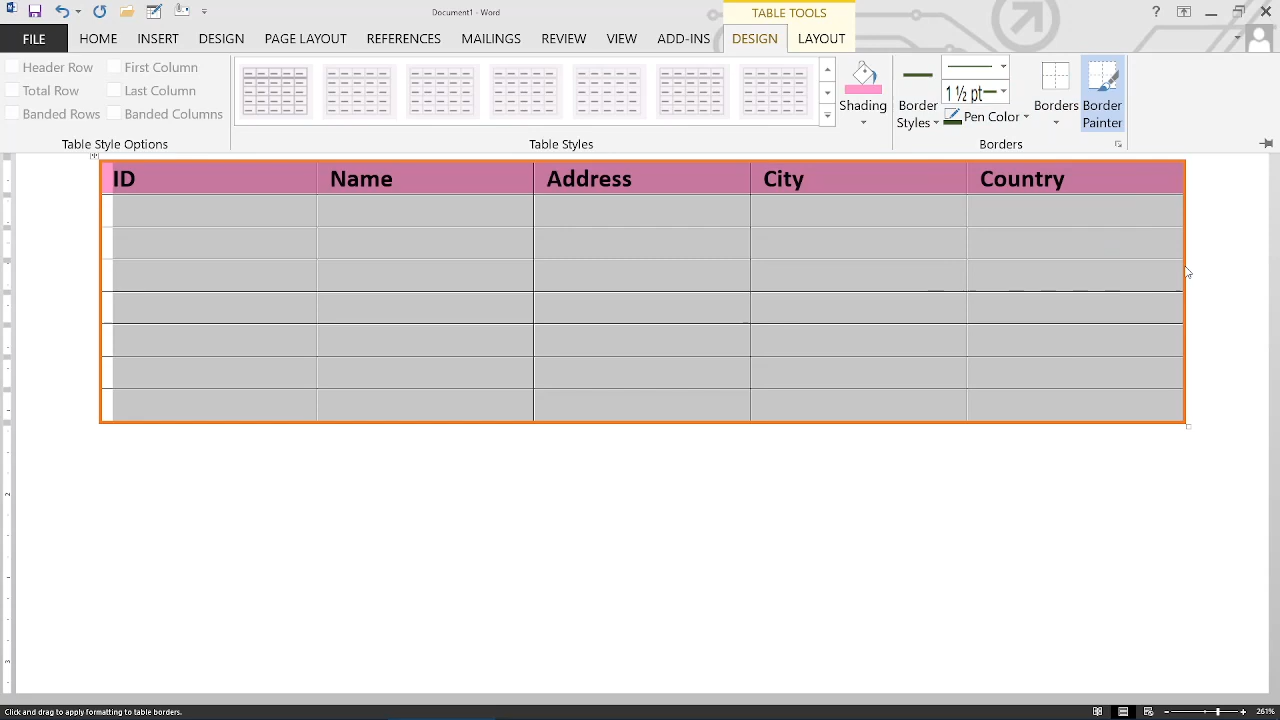 Document1 - Word
TABLE TOOLS
?
FILE
HOME
INSERT
DESIGN
PAGE LAYOUT
REFERENCES
MAILINGS
REVIEW
VIEW
ADD-INS
DESIGN
LAYOUT
Header Row
First Column
Total Row
Last Column
Banded Rows
Banded Columns
Table Style Options
Table Styles
Shading
Border
Styles
1 ½ pt
Pen Color
Borders
Border
Painter
Borders
ID
Name
Address
City
Country
2
3
Click and drag to apply formatting to table borders.
261%